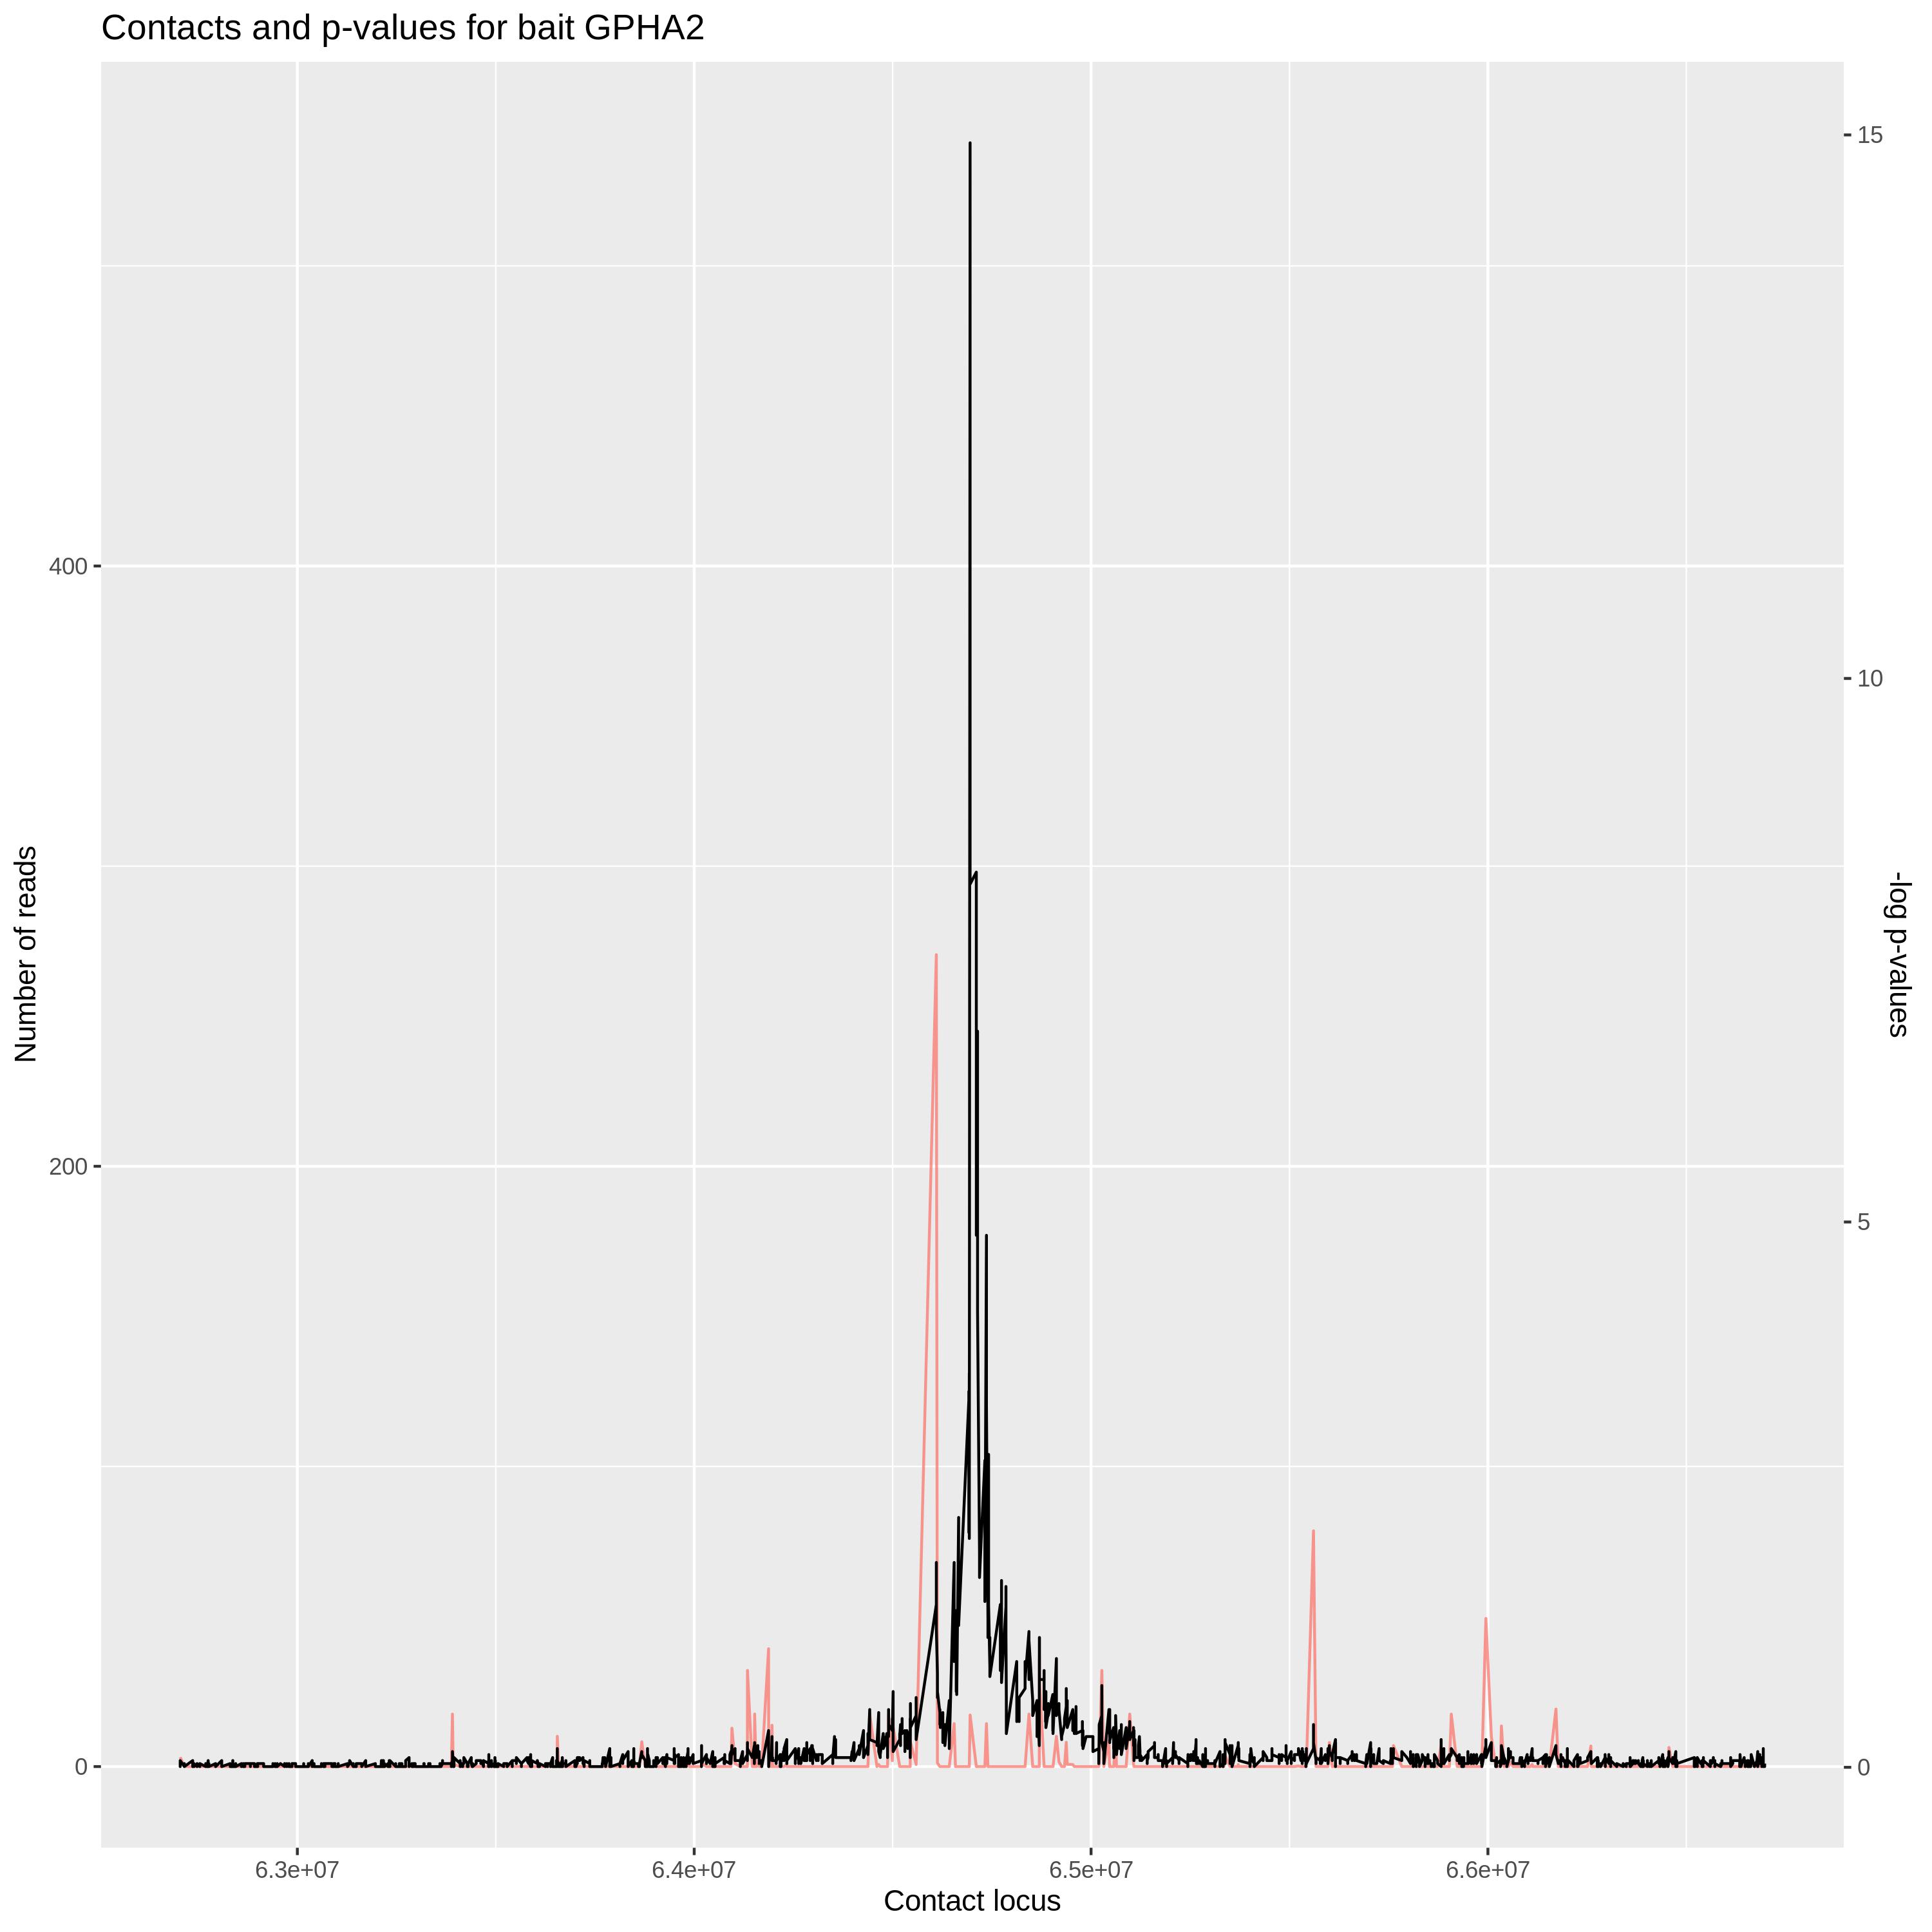 Contacts and p-values for bait GPHA2
15
400
10
Number of reads
-log p-values
200
5
0
0
6.3e+07
6.4e+07
6.5e+07
6.6e+07
Contact locus